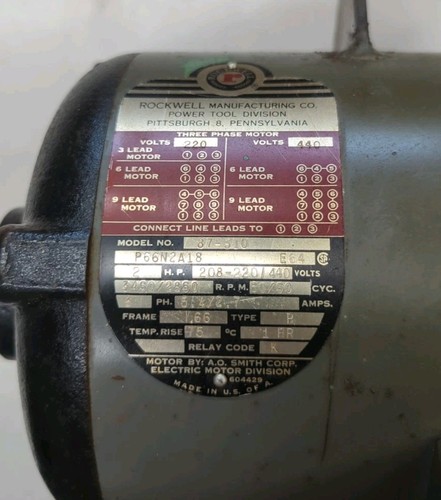 ROCKWELL MANUFACTURING CO.
POWER TOOL DIVISION
PITTSBURGH 8, PENNSYLVANIA
THREE PHASE MOTOR
VOLTS 220 VOLTS 440
3 LEAD MOTOR 1 2 3
6 LEAD MOTOR 6 4 5 1 2 3 6 LEAD MOTOR 6 4 5 1 2 3
9 LEAD MOTOR 4 5 6 7 8 9 1 2 3 9 LEAD MOTOR 4 5 6 7 8 9 1 2 3
CONNECT LINE LEADS TO 1 2 3
MODEL NO. 87-310
P66N2A18 E64 SA
2 H.P. 208-220/440 VOLTS
R.P.M. CYC.
PH. AMPS.
FRAME 66 TYPE
TEMP. RISE 75 °C HR
RELAY CODE K
MOTOR BY: A.O. SMITH CORP.
ELECTRIC MOTOR DIVISION
604429
MADE IN U.S. OF A.